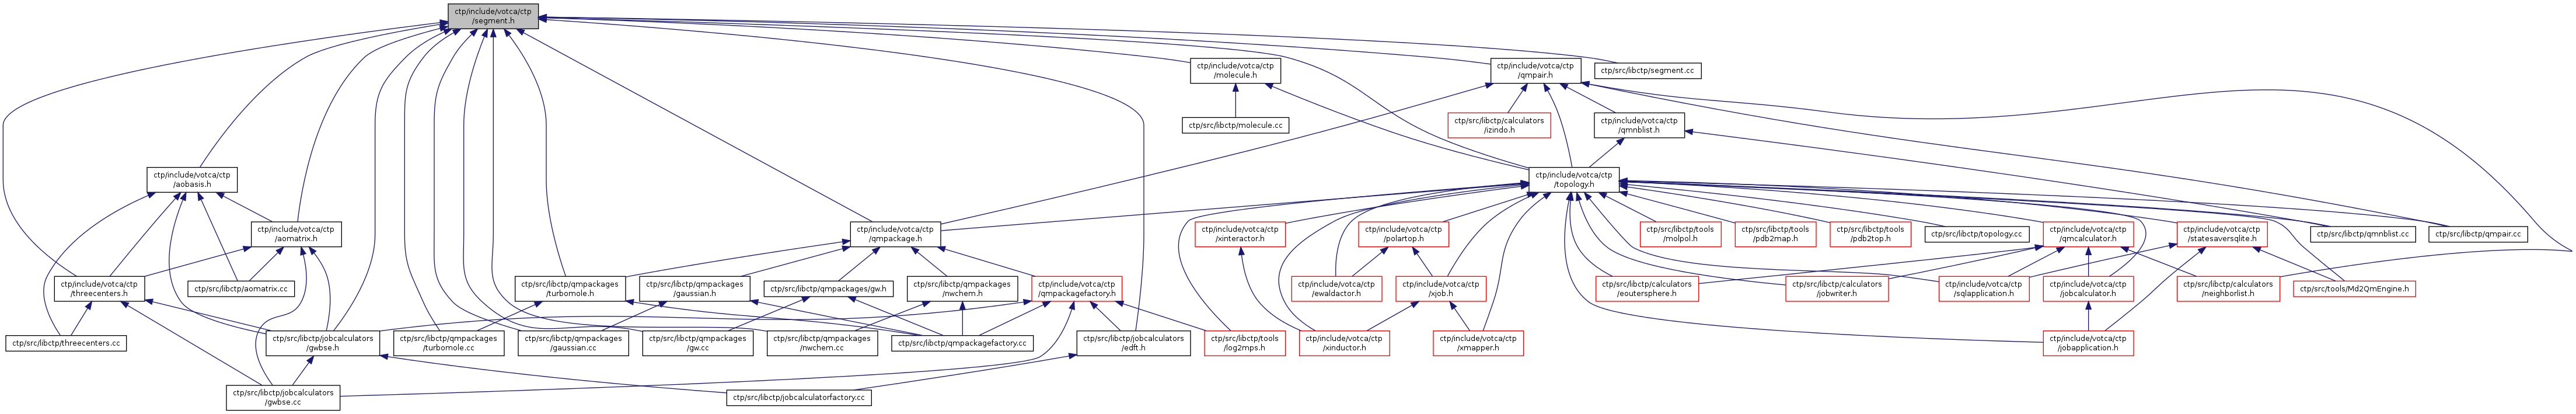 ctp/include/votca/ctp
/segment.h
ctp/include/votca/ctp
/molecule.h
ctp/include/votca/ctp
/qmpair.h
ctp/src/libctp/segment.cc
ctp/src/libctp/molecule.cc
ctp/src/libctp/calculators
/izindo.h
ctp/include/votca/ctp
/qmnblist.h
ctp/include/votca/ctp
/aobasis.h
ctp/include/votca/ctp
/topology.h
ctp/include/votca/ctp
/aomatrix.h
ctp/include/votca/ctp
/qmpackage.h
ctp/include/votca/ctp
/xinteractor.h
ctp/include/votca/ctp
/polartop.h
ctp/src/libctp/tools
/molpol.h
ctp/src/libctp/tools
/pdb2map.h
ctp/src/libctp/tools
/pdb2top.h
ctp/src/libctp/topology.cc
ctp/include/votca/ctp
/qmcalculator.h
ctp/include/votca/ctp
/statesaversqlite.h
ctp/src/libctp/qmnblist.cc
ctp/src/libctp/qmpair.cc
ctp/include/votca/ctp
/threecenters.h
ctp/src/libctp/aomatrix.cc
ctp/src/libctp/qmpackages
/turbomole.h
ctp/src/libctp/qmpackages
/gaussian.h
ctp/src/libctp/qmpackages/gw.h
ctp/src/libctp/qmpackages
/nwchem.h
ctp/include/votca/ctp
/qmpackagefactory.h
ctp/include/votca/ctp
/ewaldactor.h
ctp/include/votca/ctp
/xjob.h
ctp/src/libctp/calculators
/eoutersphere.h
ctp/src/libctp/calculators
/jobwriter.h
ctp/include/votca/ctp
/sqlapplication.h
ctp/include/votca/ctp
/jobcalculator.h
ctp/src/libctp/calculators
/neighborlist.h
ctp/src/tools/Md2QmEngine.h
ctp/src/libctp/threecenters.cc
ctp/src/libctp/jobcalculators
/gwbse.h
ctp/src/libctp/qmpackages
/turbomole.cc
ctp/src/libctp/qmpackages
/gaussian.cc
ctp/src/libctp/qmpackages
/gw.cc
ctp/src/libctp/qmpackages
/nwchem.cc
ctp/src/libctp/qmpackagefactory.cc
ctp/src/libctp/jobcalculators
/edft.h
ctp/src/libctp/tools
/log2mps.h
ctp/include/votca/ctp
/xinductor.h
ctp/include/votca/ctp
/xmapper.h
ctp/include/votca/ctp
/jobapplication.h
ctp/src/libctp/jobcalculators
/gwbse.cc
ctp/src/libctp/jobcalculatorfactory.cc